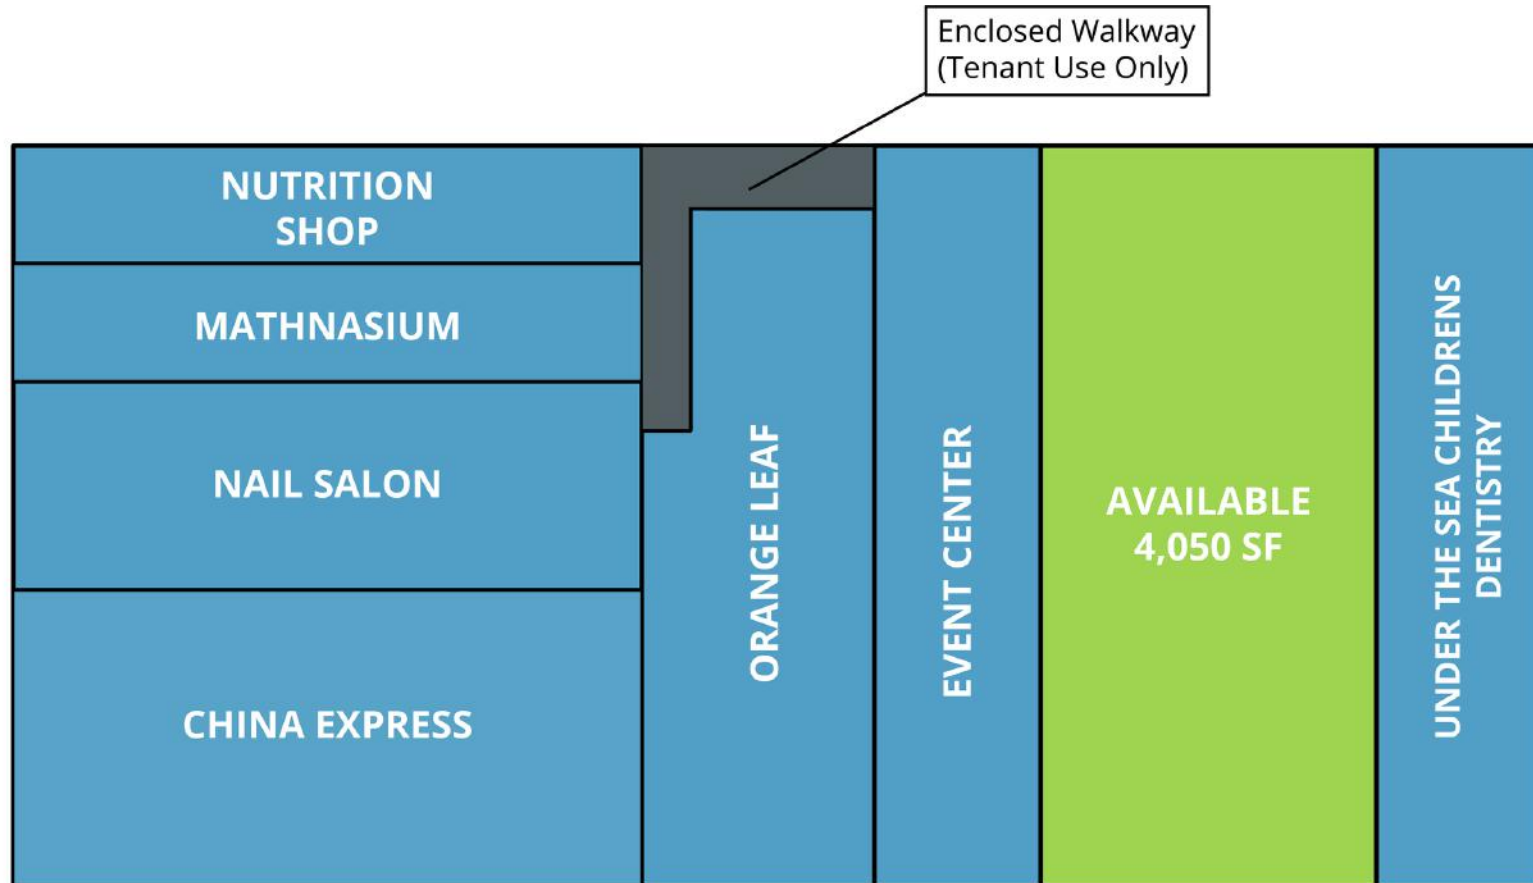 Enclosed Walkway
(Tenant Use Only)
NUTRITION
SHOP
MATHNASIUM
NAIL SALON
CHINA EXPRESS
ORANGE LEAF
EVENT CENTER
AVAILABLE
4,050 SF
UNDER THE SEA CHILDRENS
DENTISTRY